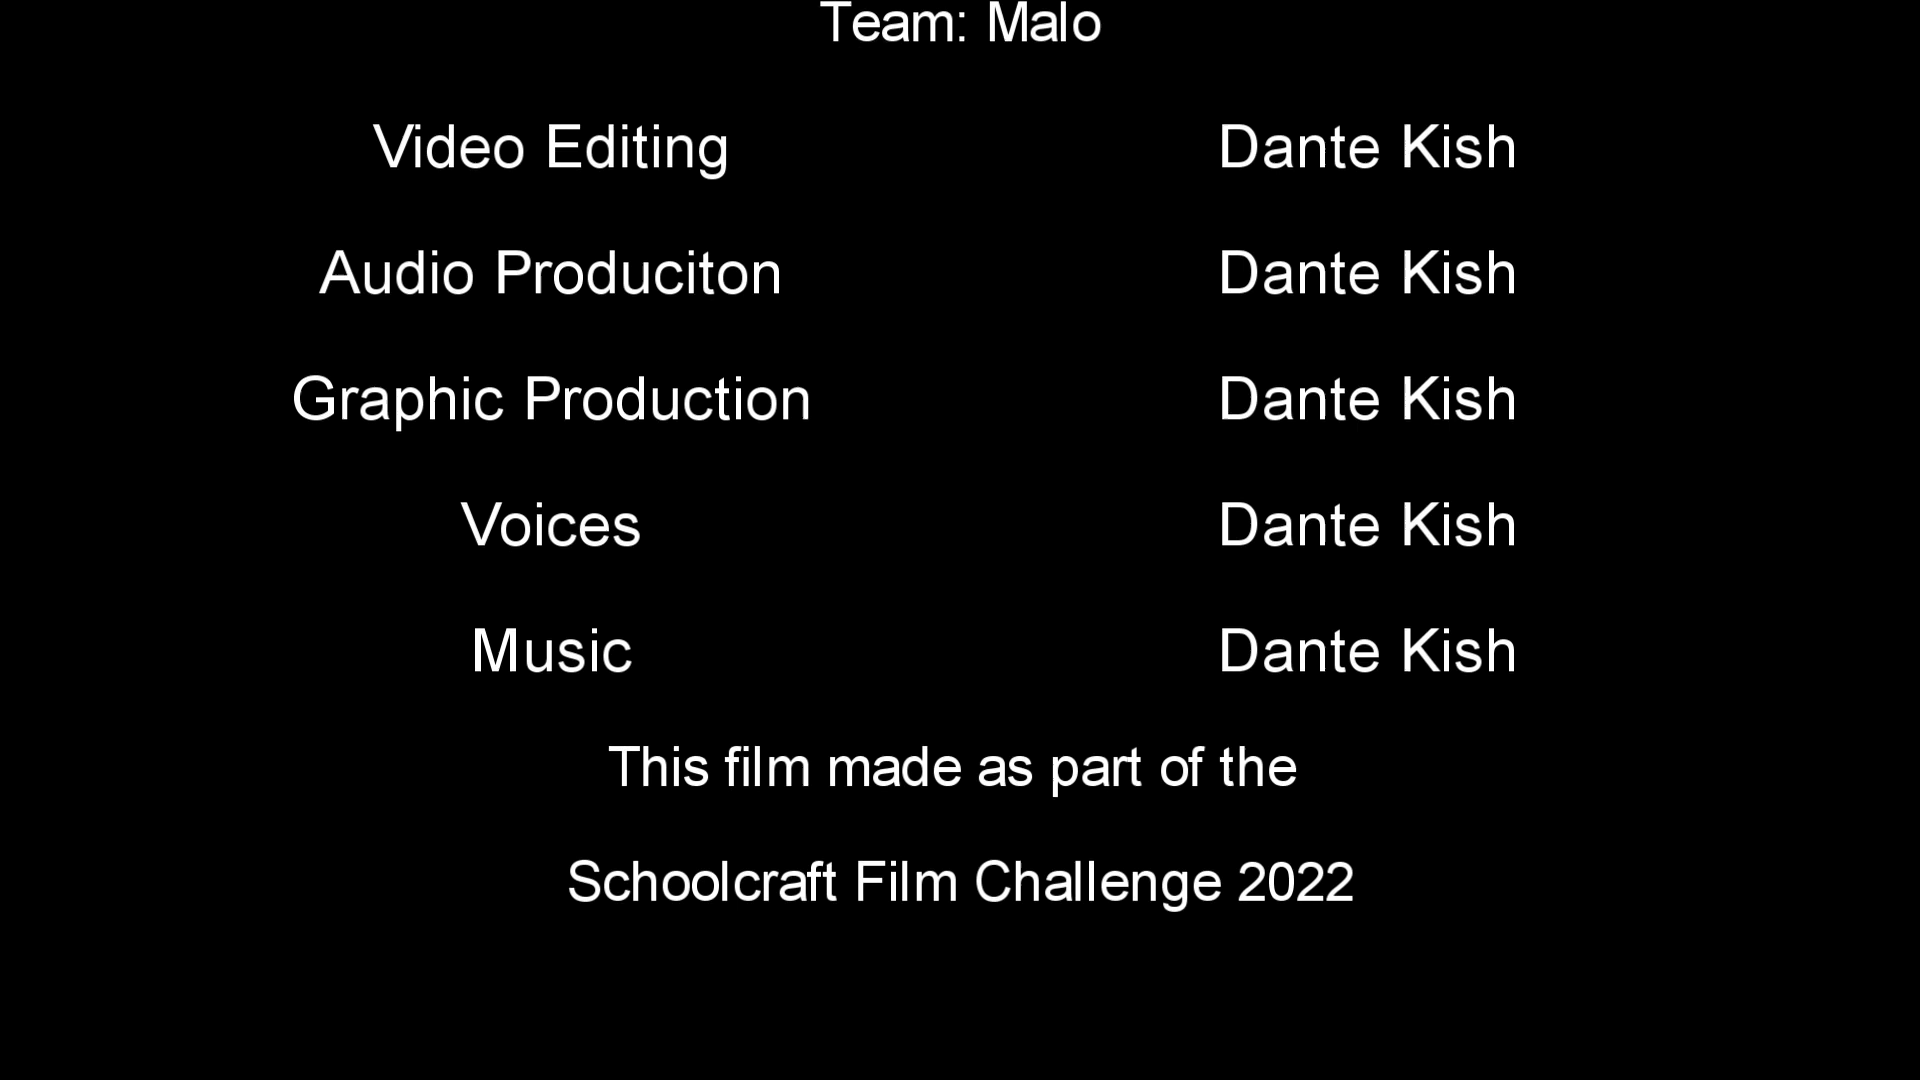 Team: Malo
Video Editing Dante Kish
Audio Produciton Dante Kish
Graphic Production Dante Kish
Voices Dante Kish
Music Dante Kish
This film made as part of the
Schoolcraft Film Challenge 2022